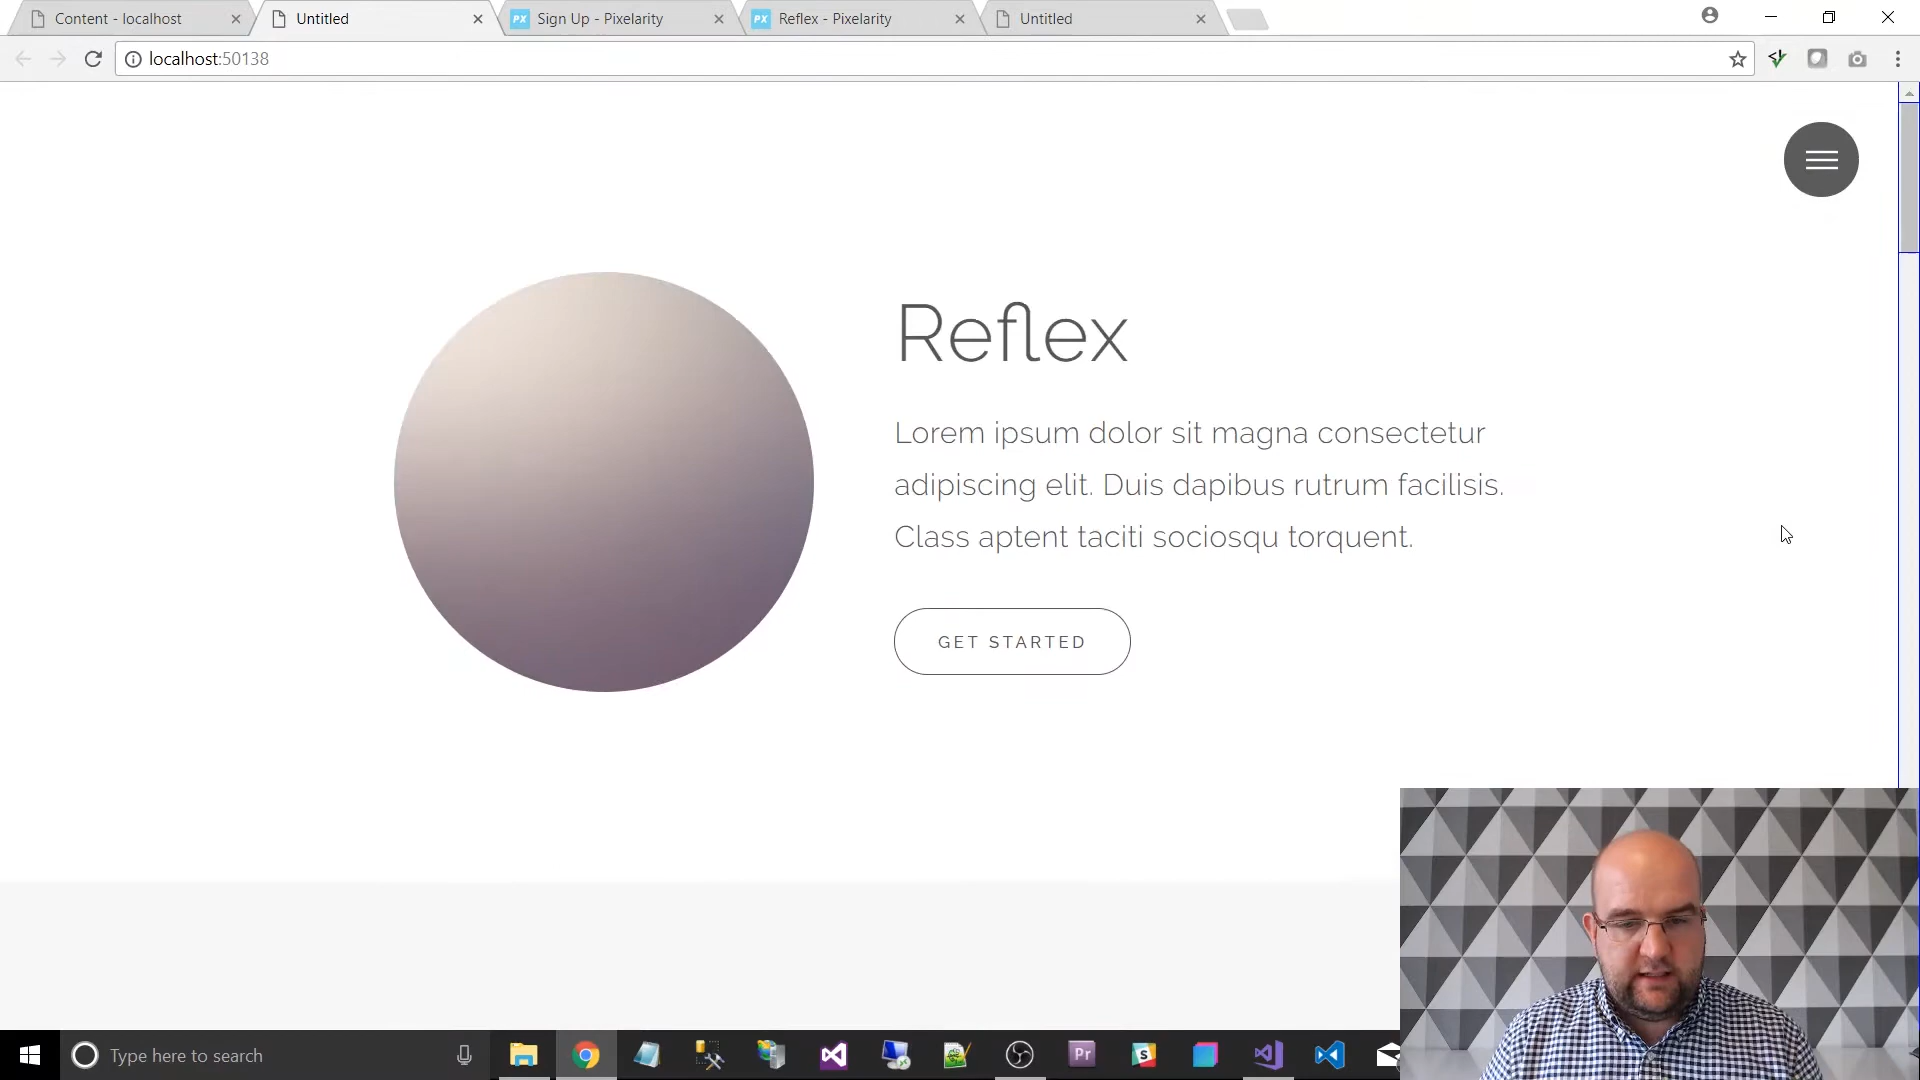 Content - localhost
Untitled
PX Sign Up - Pixelarity
PX Reflex - Pixelarity
Untitled
localhost:50138
Reflex
Lorem ipsum dolor sit magna consectetur
adipiscing elit. Duis dapibus rutrum facilisis.
Class aptent taciti sociosqu torquent.
GET STARTED
Type here to search
Pr
S